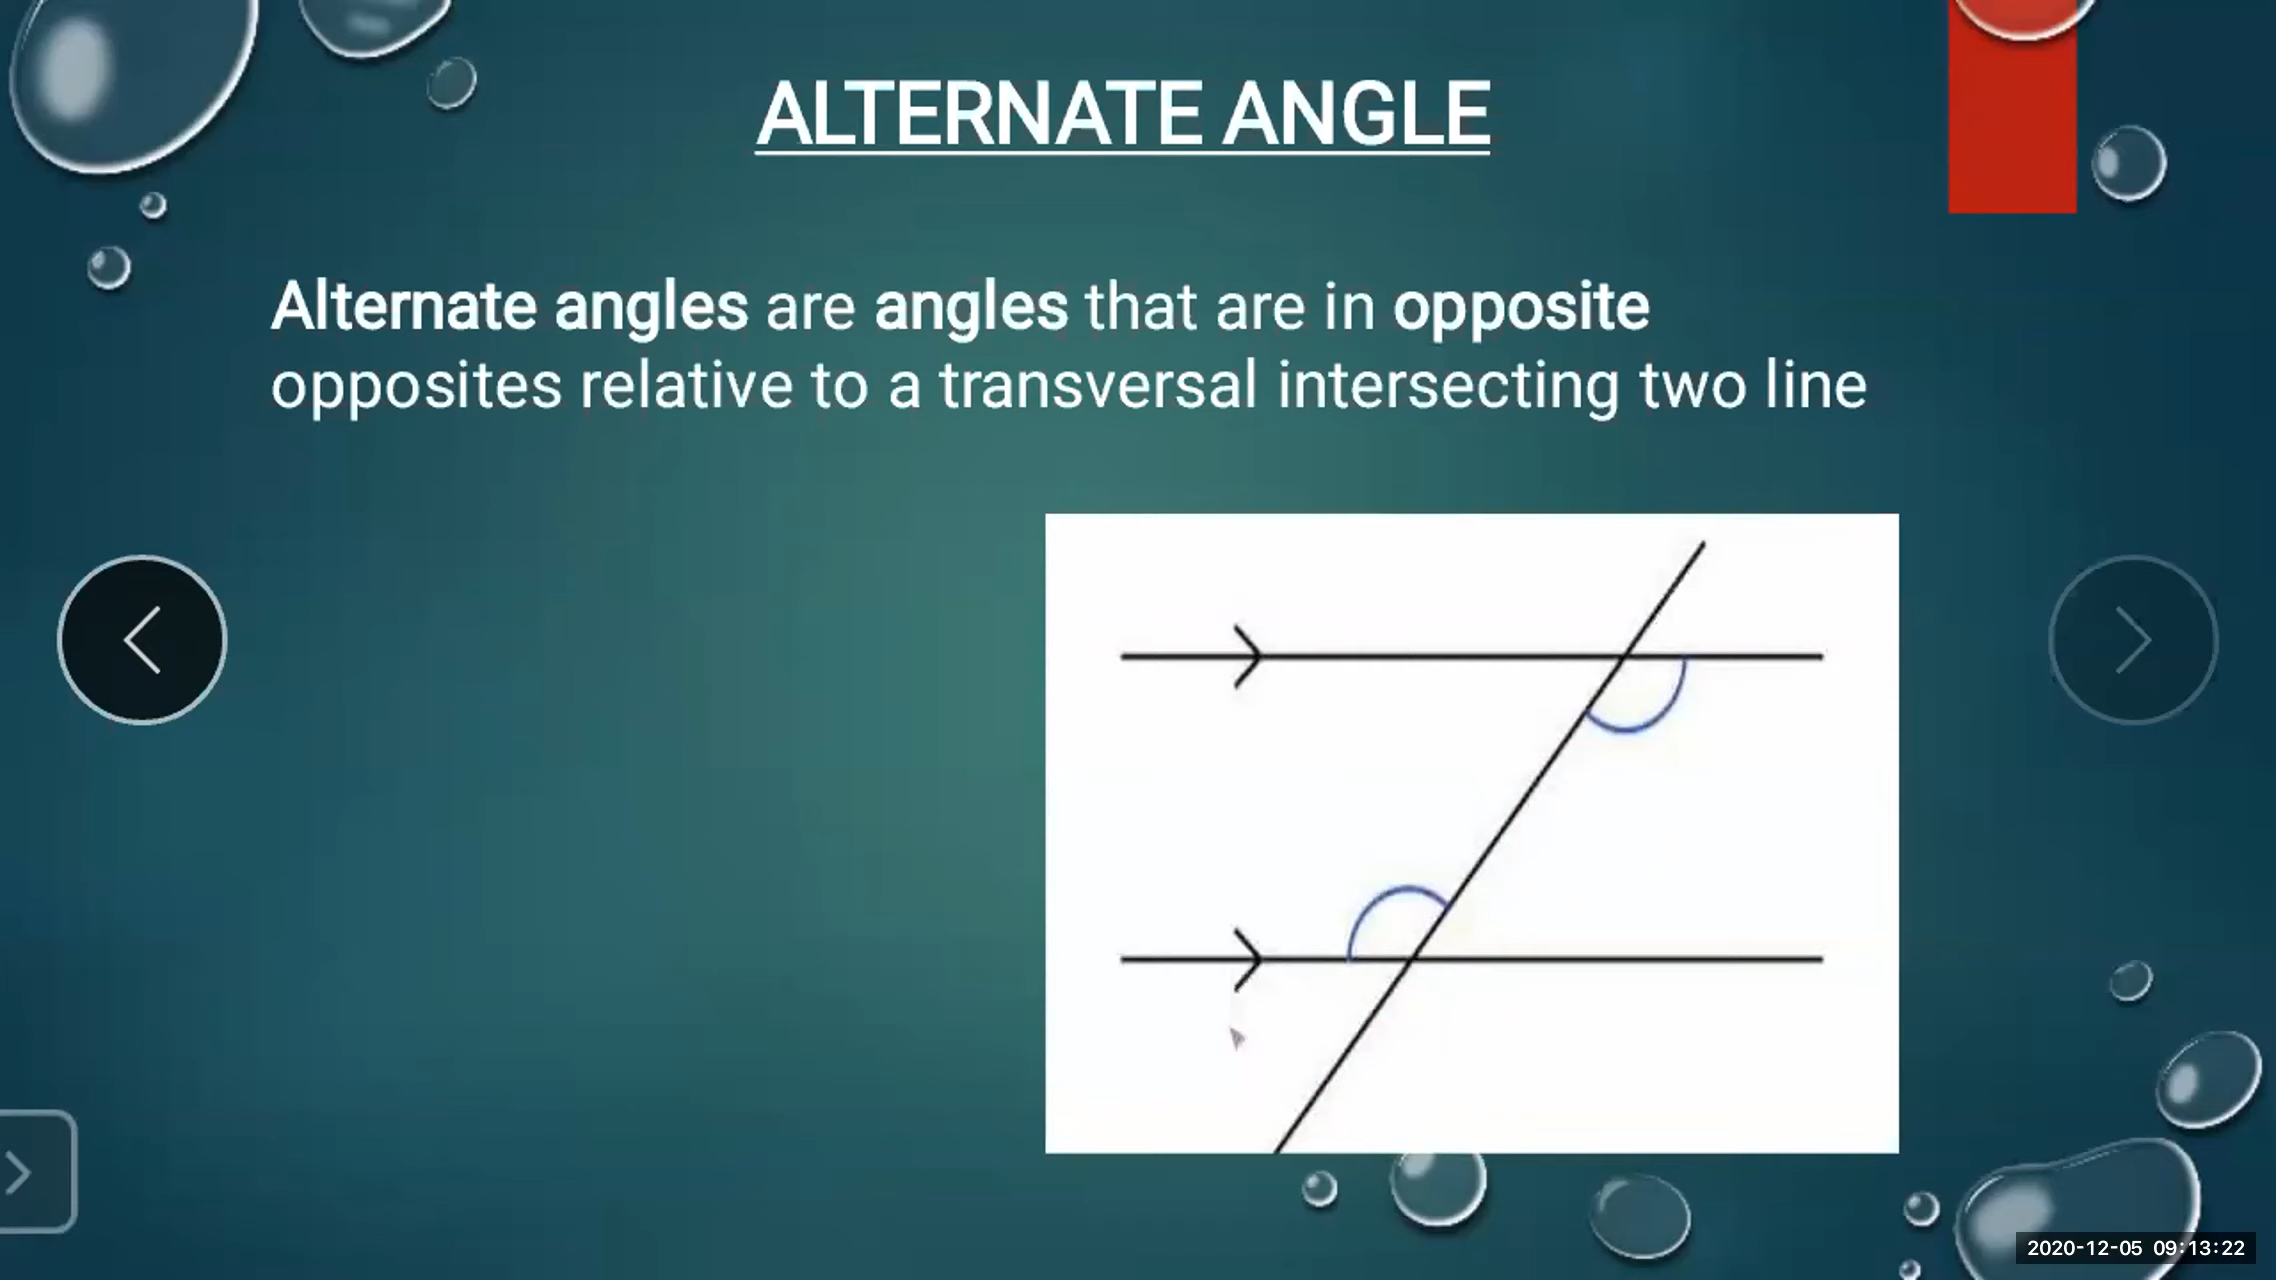 ALTERNATE ANGLE
Alternate angles are angles that are in opposite
opposites relative to a transversal intersecting two line
2020-12-05 09:13:22